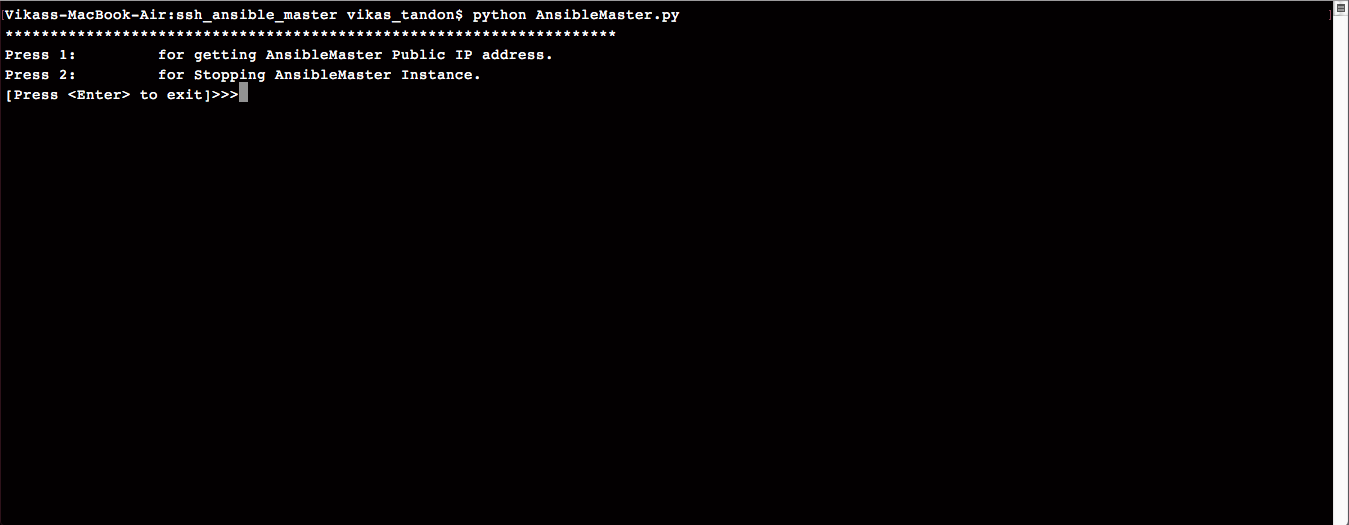 Vikass-MacBook-Air:ssh_ansible_master vikas_tandon$ python AnsibleMaster.py
********************************************************************
Press 1:         for getting AnsibleMaster Public IP address.
Press 2:         for Stopping AnsibleMaster Instance.
[Press <Enter> to exit]>>>